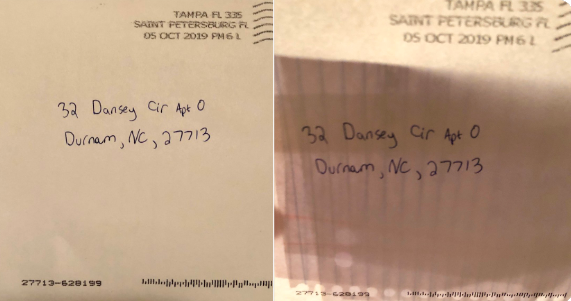 TAMPA FL 335
SAINT PETERSBURG FL
05 OCT 2019 PM 6 L
32 Dansey Cir Apt O
Durham, NC, 27713
27713-628199
TAMPA FL 335
SAINT PETERSBURG FL
05 OCT 2019 PM 6 L
32 Dansey Cir Apt O
Durham, NC, 27713
27713-628199